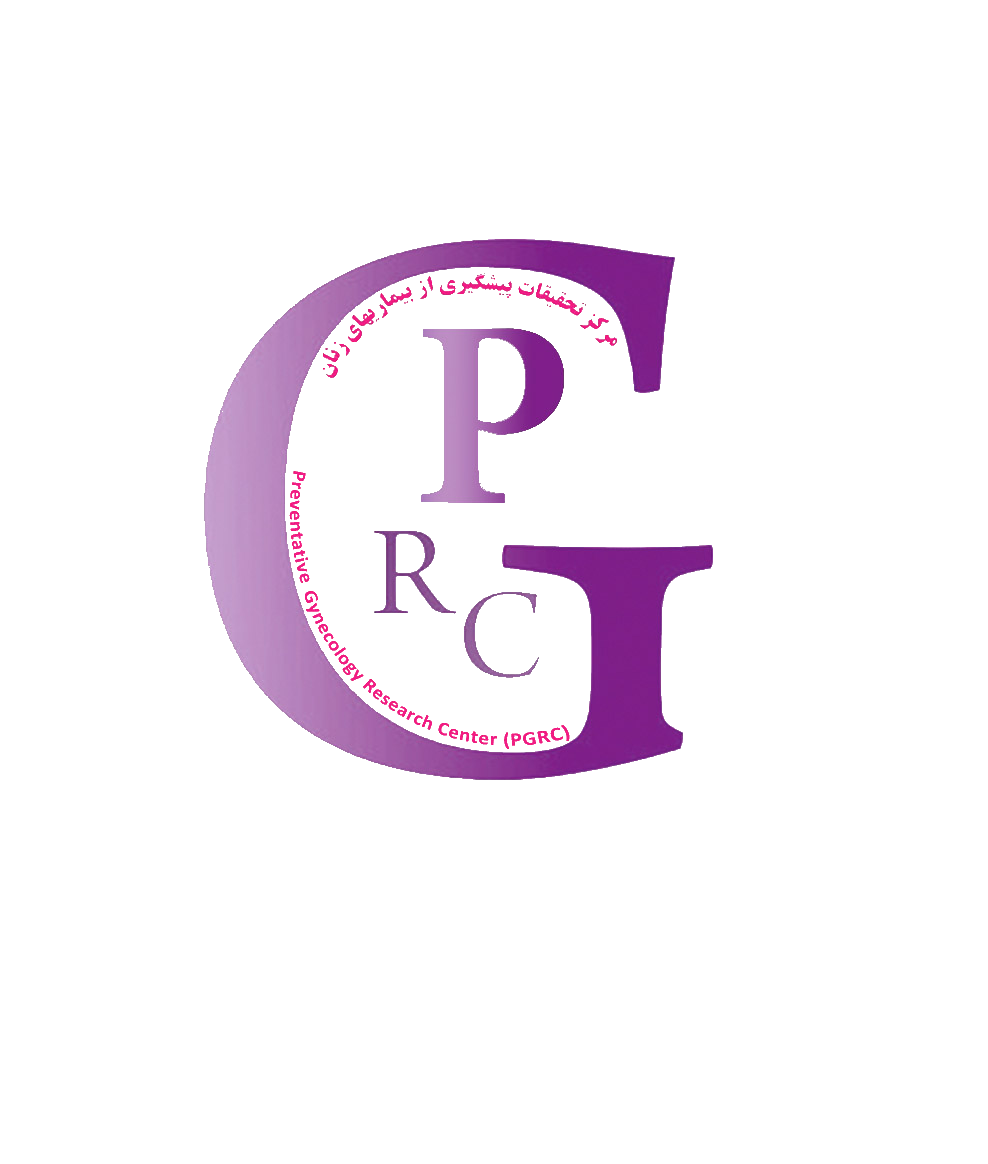 مرکز تحقیقات پیشگیری از بیماریهای زنان
G
P
R
C
Preventative Gynecology Research Center (PGRC)